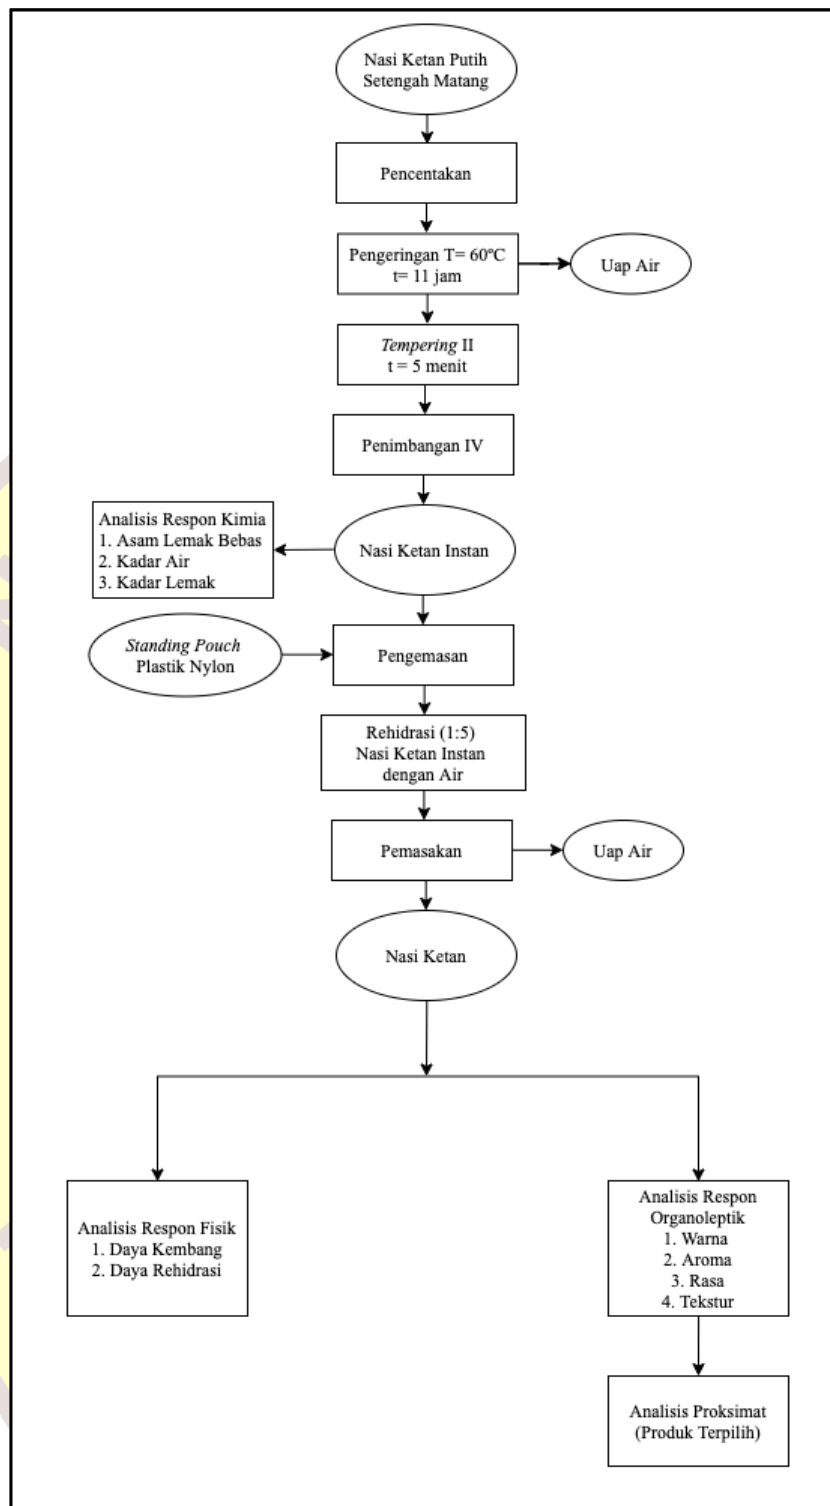 Nasi Ketan Putih
Setengah Matang
Pencentakan
Pengeringan T= 60°C
t= 11 jam
Uap Air
Tempering II
t = 5 menit
Penimbangan IV
Analisis Respon Kimia
1. Asam Lemak Bebas
2. Kadar Air
3. Kadar Lemak
Nasi Ketan Instan
Standing Pouch
Plastik Nylon
Pengemasan
Rehidrasi (1:5)
Nasi Ketan Instan
dengan Air
Pemasakan
Uap Air
Nasi Ketan
Analisis Respon Fisik
1. Daya Kembang
2. Daya Rehidrasi
Analisis Respon
Organoleptik
1. Warna
2. Aroma
3. Rasa
4. Tekstur
Analisis Proksimat
(Produk Terpilih)